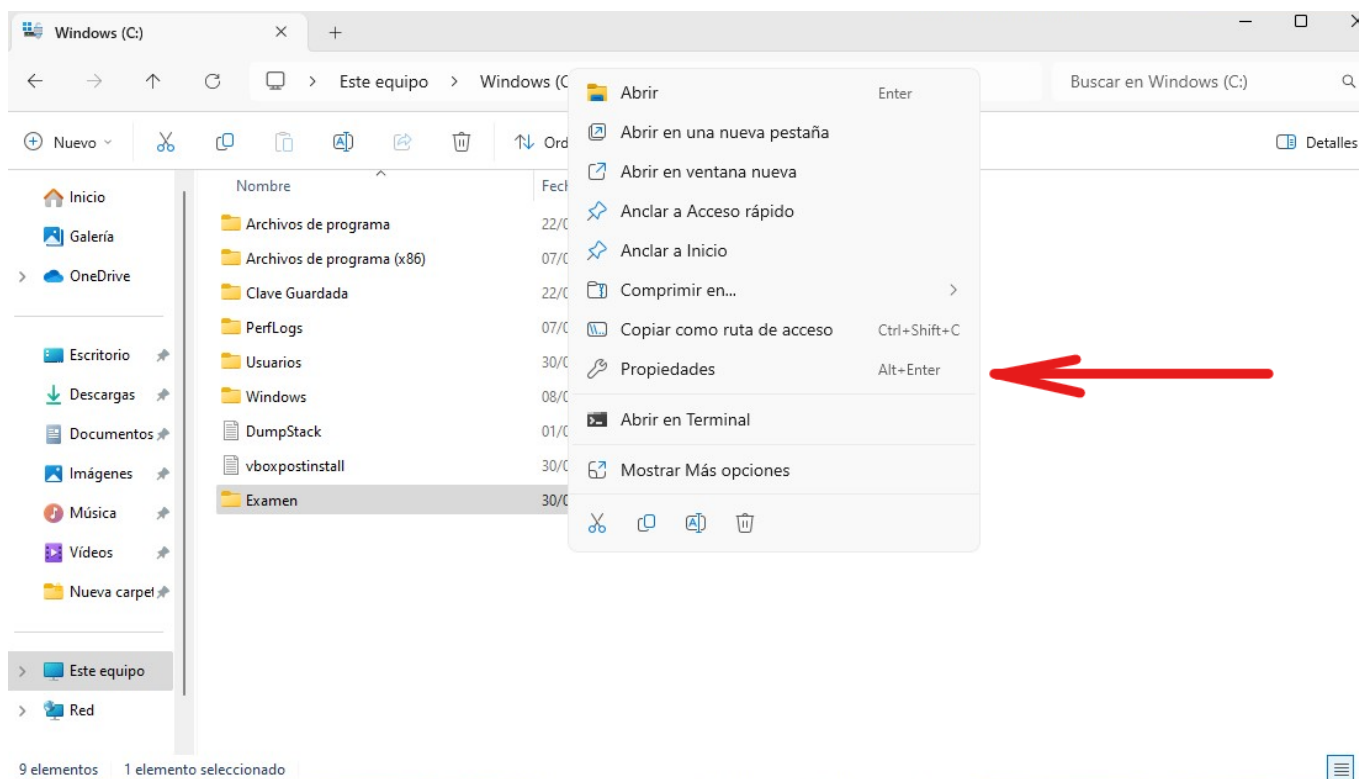 Windows (C:)
Este equipo > Windows (C
Buscar en Windows (C:)
Nuevo
Ord
Detalles
Inicio
Galería
OneDrive
Escritorio
Descargas
Documentos
Imágenes
Música
Vídeos
Nueva carpet
Este equipo
Red
Nombre
Fech
Archivos de programa 22/0
Archivos de programa (x86) 07/0
Clave Guardada 22/0
PerfLogs 07/0
Usuarios 30/0
Windows 08/0
DumpStack 01/0
vboxpostinstall 30/0
Examen 30/0
Abrir Enter
Abrir en una nueva pestaña
Abrir en ventana nueva
Anclar a Acceso rápido
Anclar a Inicio
Comprimir en...
Copiar como ruta de acceso Ctrl+Shift+C
Propiedades Alt+Enter
Abrir en Terminal
Mostrar Más opciones
9 elementos 1 elemento seleccionado